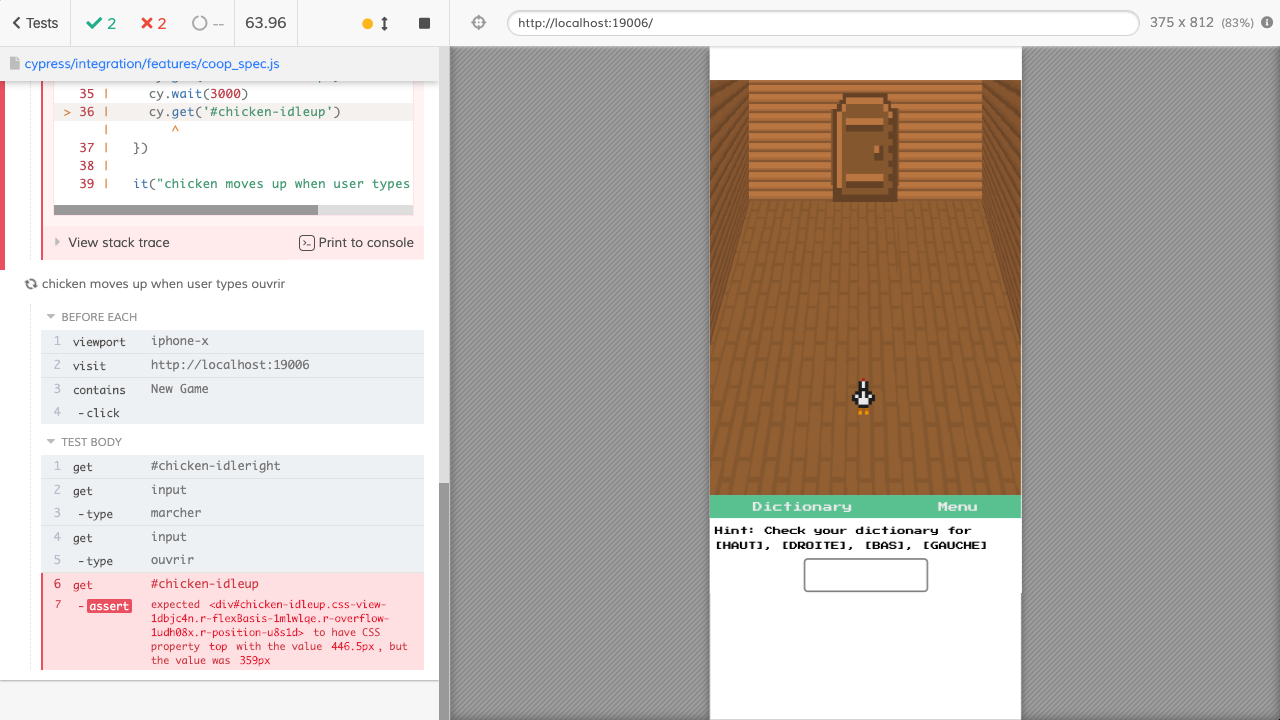 Tests
2
2
--
63.96
http://localhost:19006/
375 x 812 (83%)
cypress/integration/features/coop_spec.js
35 | cy.wait(3000)
> 36 | cy.get('#chicken-idleup')
| ^
37 | })
38 |
39 | it("chicken moves up when user types
View stack trace
Print to console
chicken moves up when user types ouvrir
BEFORE EACH
1 viewport iphone-x
2 visit http://localhost:19006
3 contains New Game
4 -click
TEST BODY
1 get #chicken-idleright
2 get input
3 -type marcher
4 get input
5 -type ouvrir
6 get #chicken-idleup
7 -assert expected <div#chicken-idleup.css-view-
1dbjc4n.r-flexBasis-1mlwlqe.r-overflow-
1udh08x.r-position-u8s1d> to have CSS
property top with the value 446.5px, but
the value was 359px
Dictionary
Menu
Hint: Check your dictionary for
[HAUT], [DROITE], [BAS], [GAUCHE]